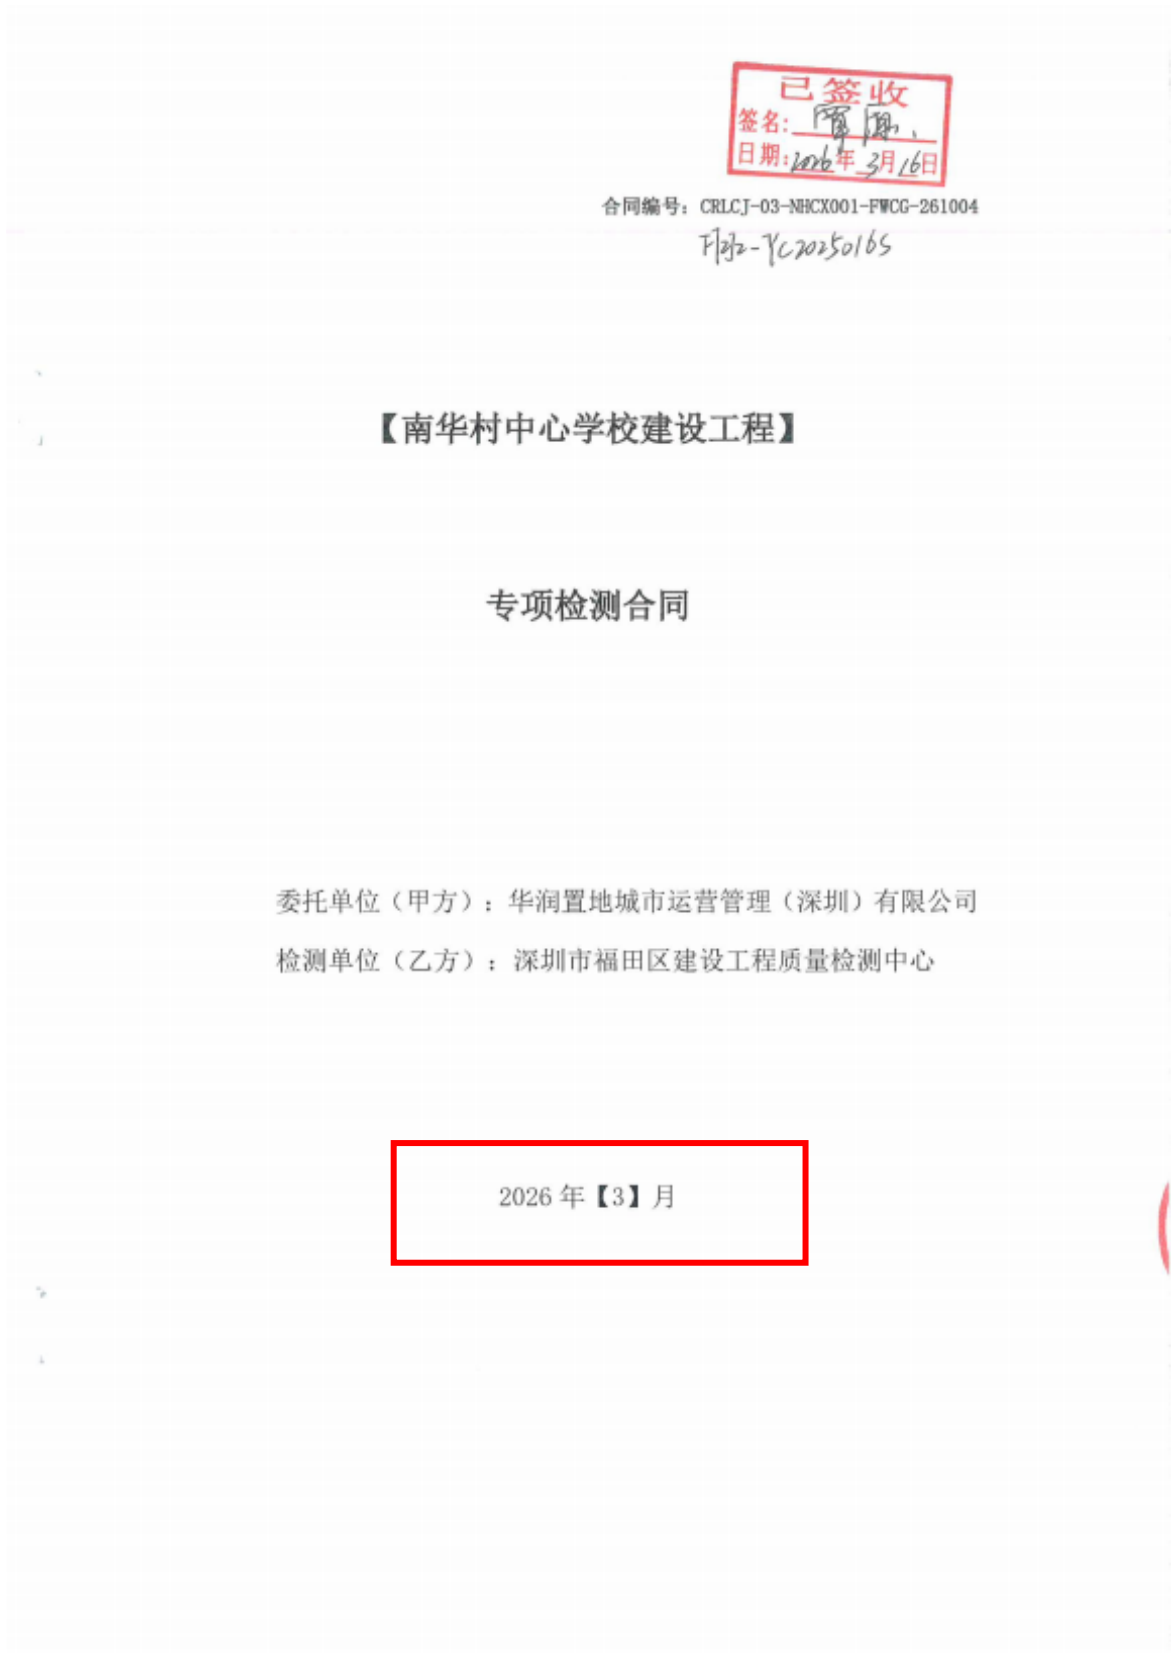 已签收
签名:
日期:2026年3月16日
合同编号：CRLCJ-03-NHCX001-FWCG-261004
【南华村中心学校建设工程】
专项检测合同
委托单位（甲方）：华润置地城市运营管理（深圳）有限公司
检测单位（乙方）：深圳市福田区建设工程质量检测中心
2026 年【3】月